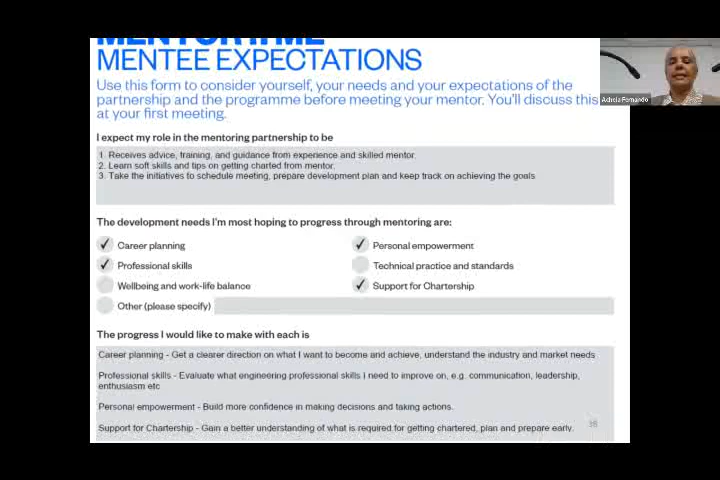 MENTOR:ME
MENTEE EXPECTATIONS
Use this form to consider yourself, your needs and your expectations of the
partnership and the programme before meeting your mentor. You'll discuss this
at your first meeting.
I expect my role in the mentoring partnership to be
1. Receives advice, training, and guidance from experience and skilled mentor.
2. Learn soft skills and tips on getting charted from mentor.
3. Take the initiatives to schedule meeting, prepare development plan and keep track on achieving the goals
The development needs I'm most hoping to progress through mentoring are:
Career planning
Personal empowerment
Professional skills
Technical practice and standards
Wellbeing and work-life balance
Support for Chartership
Other (please specify)
The progress I would like to make with each is
Career planning - Get a clearer direction on what I want to become and achieve, understand the industry and market needs
Professional skills - Evaluate what engineering professional skills I need to improve on, e.g. communication, leadership,
enthusiasm etc
Personal empowerment - Build more confidence in making decisions and taking actions.
Support for Chartership - Gain a better understanding of what is required for getting chartered, plan and prepare early.
Fernando